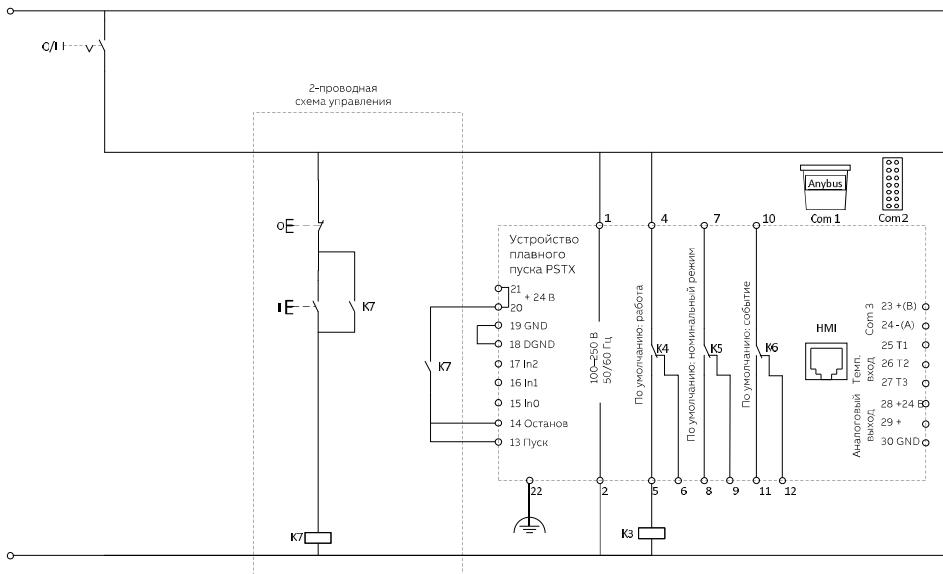 O/I
2-проводная
схема управления
O
I
K7
K7
K7
Anybus
Com 1
Com2
1
4
7
10
Устройство
плавного
пуска PSTX
21
+ 24 В
20
19 GND
18 DGND
17 In2
16 In1
15 In0
14 Останов
13 Пуск
100–250 В
50/60 Гц
По умолчанию: работа
K4
По умолчанию: номинальный режим
K5
По умолчанию: событие
K6
HMI
Com 3
Темп.
вход
Аналоговый
выход
23 +(B)
24 -(A)
25 T1
26 T2
27 T3
28 +24 В
29 +
30 GND
22
2
5
6
8
9
11
12
K3